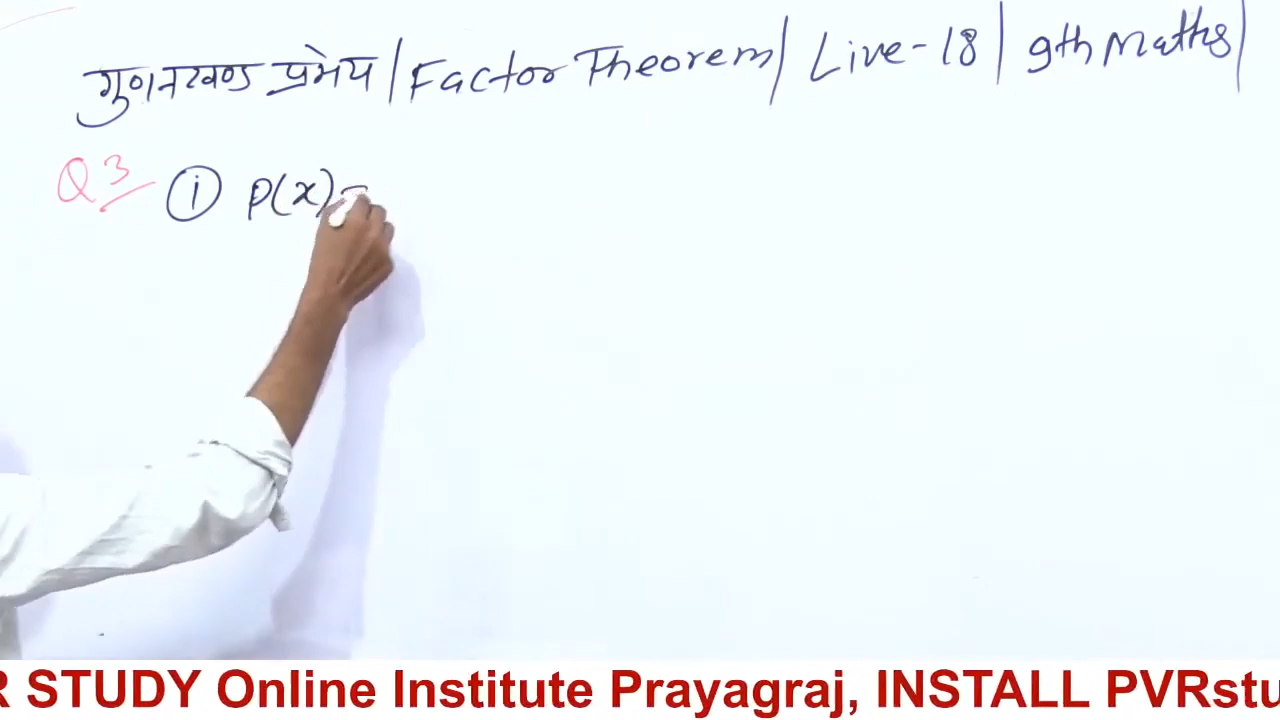 गुणनखण्ड प्रमेय | Factor Theorem | Live-18 | 9th Maths |
Q3 (i) p(x)=
R STUDY Online Institute Prayagraj, INSTALL PVRstu